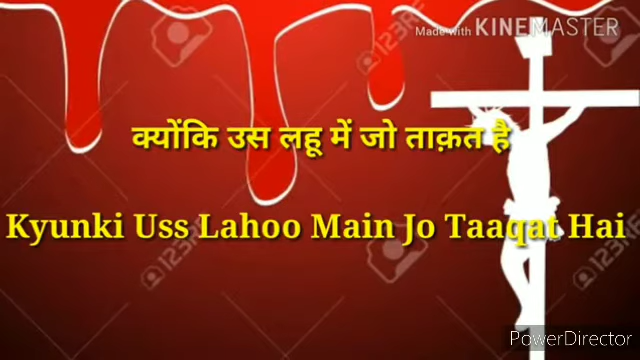 Made with KINEMASTER
क्योंकि उस लहू में जो ताक़त है
Kyunki Uss Lahoo Main Jo Taaqat Hai
PowerDirector